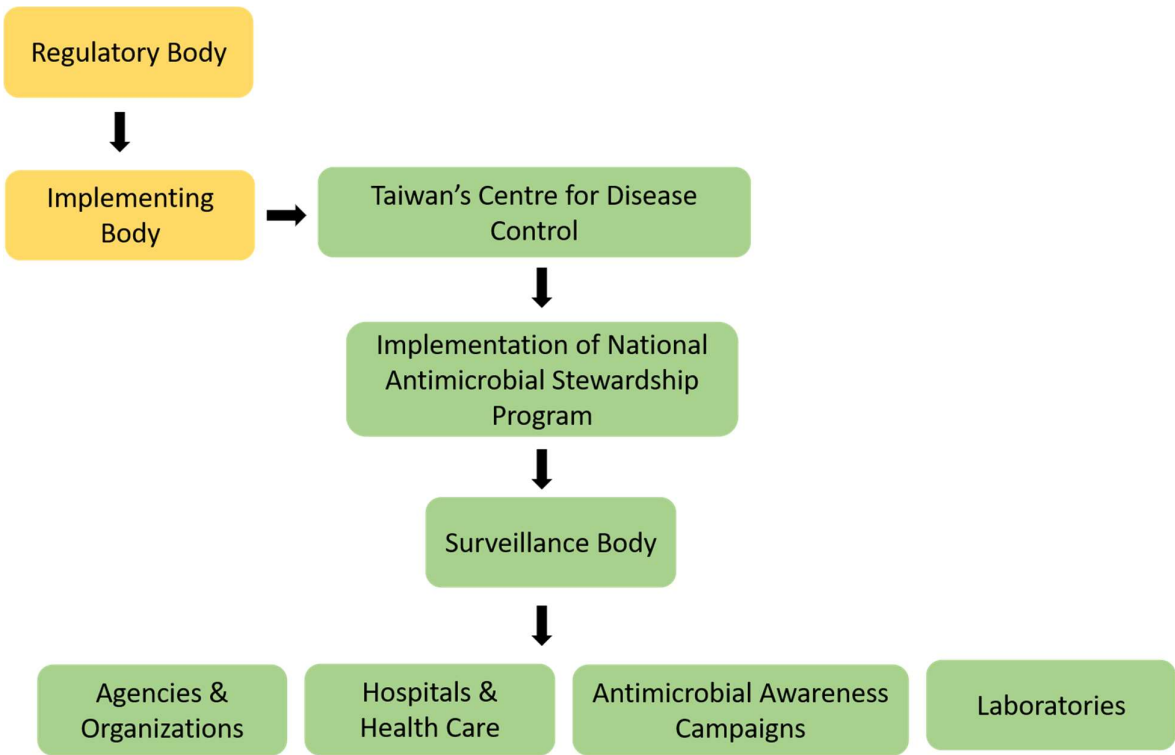 Regulatory Body
Implementing
Body
Taiwan’s Centre for Disease
Control
Implementation of National
Antimicrobial Stewardship
Program
Surveillance Body
Agencies &
Organizations
Hospitals &
Health Care
Antimicrobial Awareness
Campaigns
Laboratories